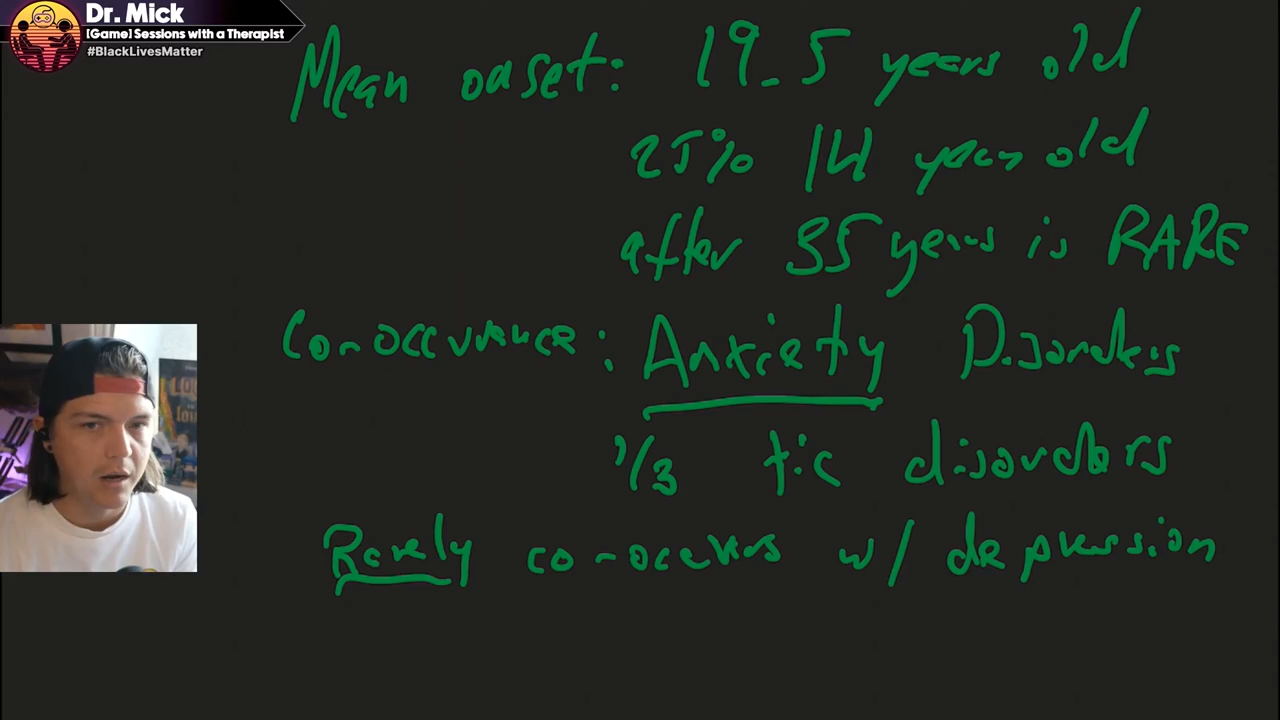 Dr. Mick
[Game] Sessions with a Therapist
#BlackLivesMatter
Mean onset: 19.5 years old
25% 14 years old
after 35 years is RARE
Co-occurrence: Anxiety Disorders
1/3 tic disorders
Rarely co-occurs w/ depression